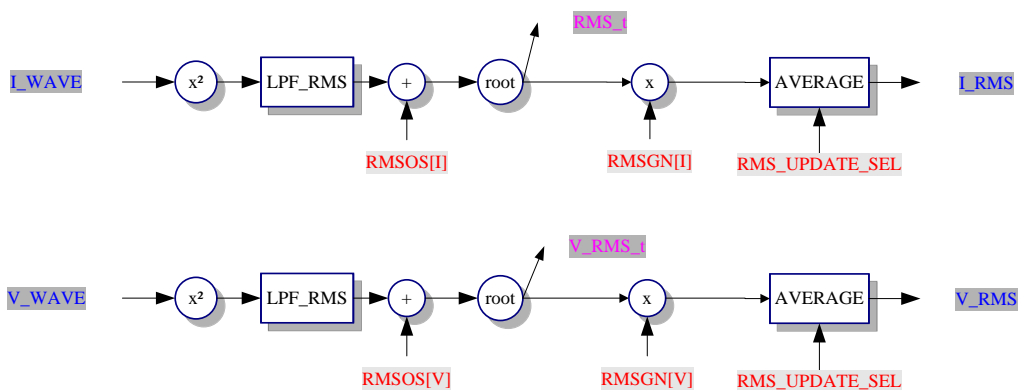 RMS_t
I_WAVE x² LPF_RMS + root x AVERAGE I_RMS
RMSOS[I] RMSGN[I] RMS_UPDATE_SEL
V_RMS_t
V_WAVE x² LPF_RMS + root x AVERAGE V_RMS
RMSOS[V] RMSGN[V] RMS_UPDATE_SEL